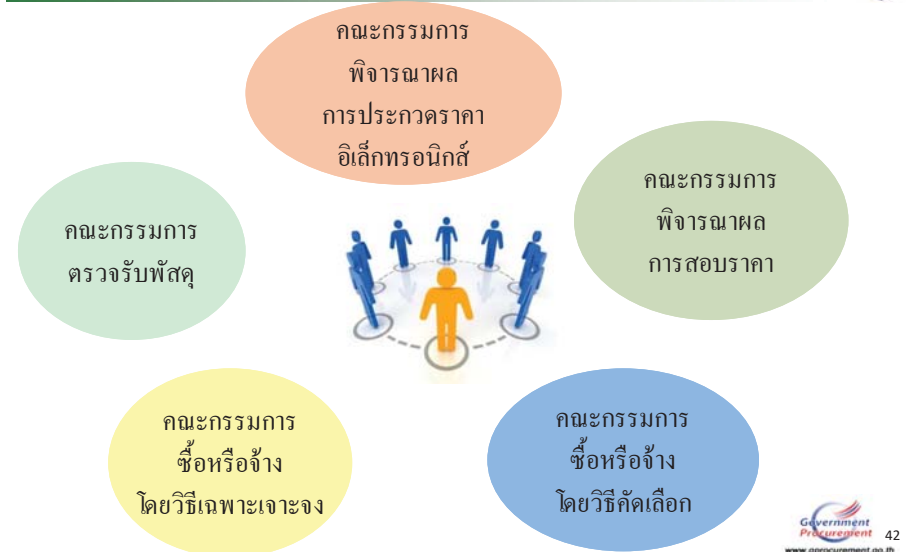 คณะกรรมการ
พิจารณาผล
การประกวดราคา
อิเล็กทรอนิกส์
คณะกรรมการ
พิจารณาผล
การสอบราคา
คณะกรรมการ
ตรวจรับพัสดุ
คณะกรรมการ
ซื้อหรือจ้าง
โดยวิธีเฉพาะเจาะจง
คณะกรรมการ
ซื้อหรือจ้าง
โดยวิธีคัดเลือก
Government
Procurement
42
www.gprocurement.go.th